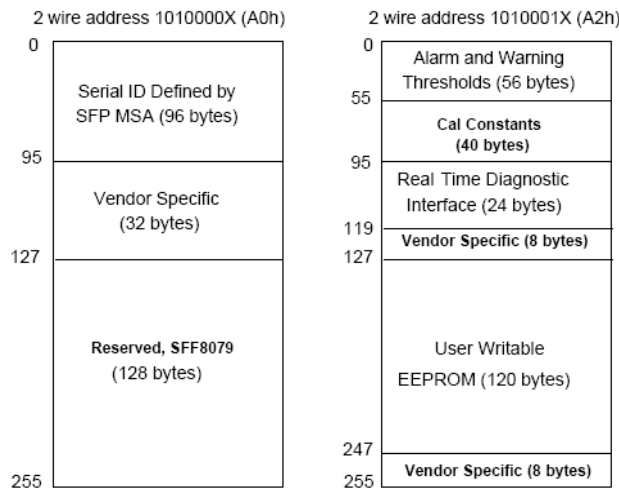 2 wire address 1010000X (A0h)
0
Serial ID Defined by
SFP MSA (96 bytes)
95
Vendor Specific
(32 bytes)
127
Reserved, SFF8079
(128 bytes)
255
2 wire address 1010001X (A2h)
0
Alarm and Warning
Thresholds (56 bytes)
55
Cal Constants
(40 bytes)
95
Real Time Diagnostic
Interface (24 bytes)
119
Vendor Specific (8 bytes)
127
User Writable
EEPROM (120 bytes)
247
Vendor Specific (8 bytes)
255